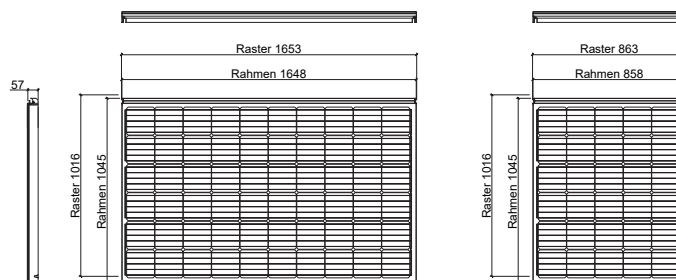 Raster 1653
Raster 863
Rahmen 1648
Rahmen 858
57
Raster 1016
Rahmen 1045
Raster 1016
Rahmen 1045